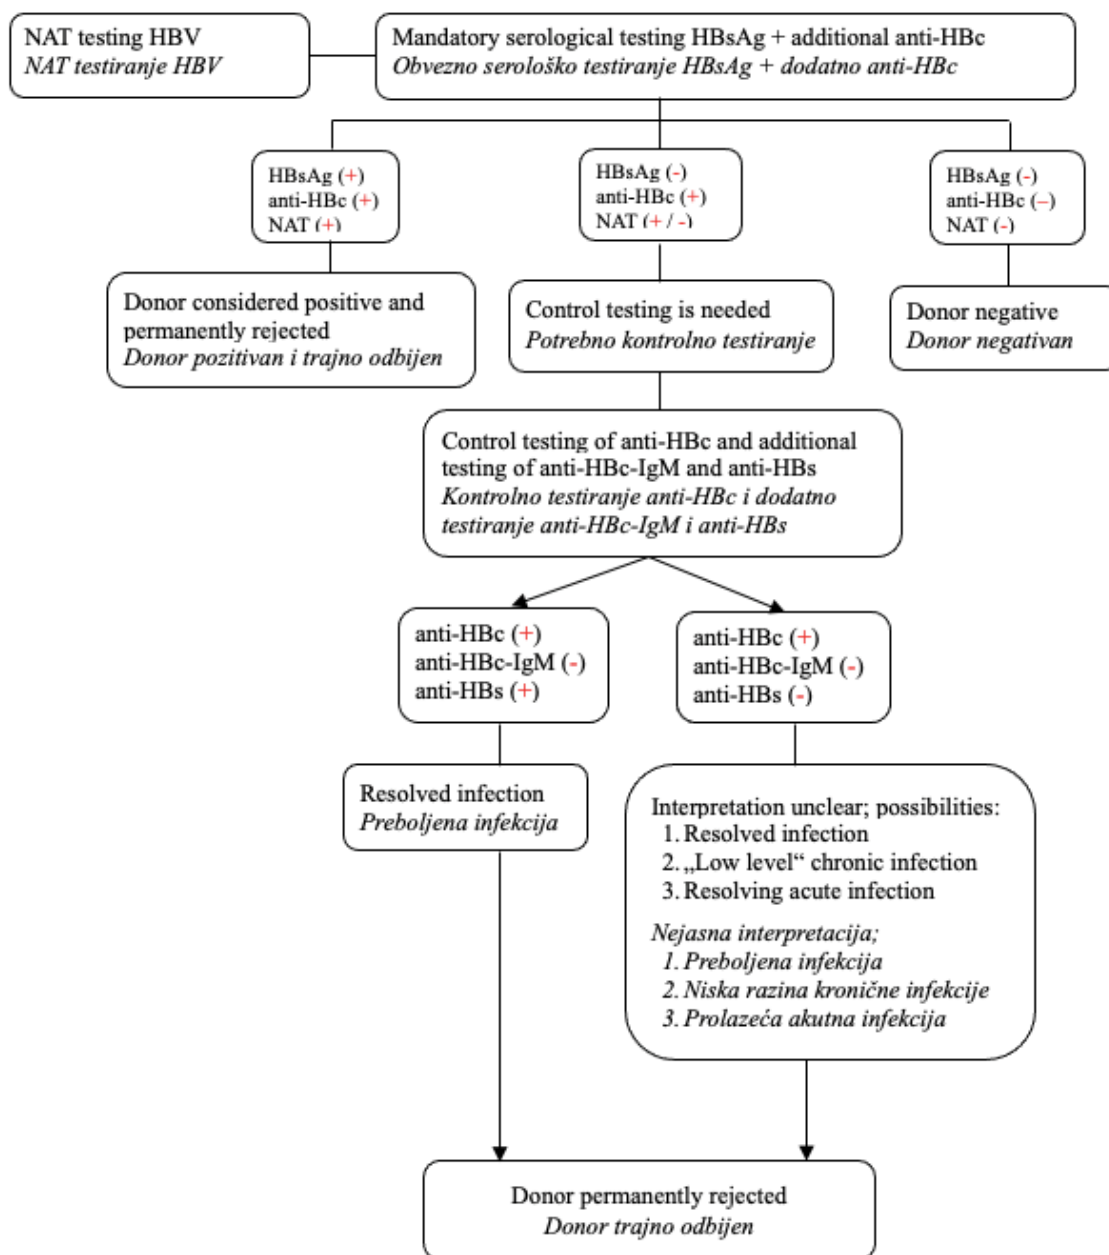 NAT testing HBV
NAT testiranje HBV
Mandatory serological testing HBsAg + additional anti-HBc
Obvezno serološko testiranje HBsAg + dodatno anti-HBc
HBsAg (+)
anti-HBc (+)
NAT (+)
HBsAg (-)
anti-HBc (+)
NAT (+ / -)
HBsAg (-)
anti-HBc (–)
NAT (-)
Donor considered positive and
permanently rejected
Donor pozitivan i trajno odbijen
Control testing is needed
Potrebno kontrolno testiranje
Donor negative
Donor negativan
Control testing of anti-HBc and additional
testing of anti-HBc-IgM and anti-HBs
Kontrolno testiranje anti-HBc i dodatno
testiranje anti-HBc-IgM i anti-HBs
anti-HBc (+)
anti-HBc-IgM (-)
anti-HBs (+)
anti-HBc (+)
anti-HBc-IgM (-)
anti-HBs (-)
Resolved infection
Preboljena infekcija
Interpretation unclear; possibilities:
1. Resolved infection
2. „Low level“ chronic infection
3. Resolving acute infection
Nejasna interpretacija;
1. Preboljena infekcija
2. Niska razina kronične infekcije
3. Prolazeća akutna infekcija
Donor permanently rejected
Donor trajno odbijen